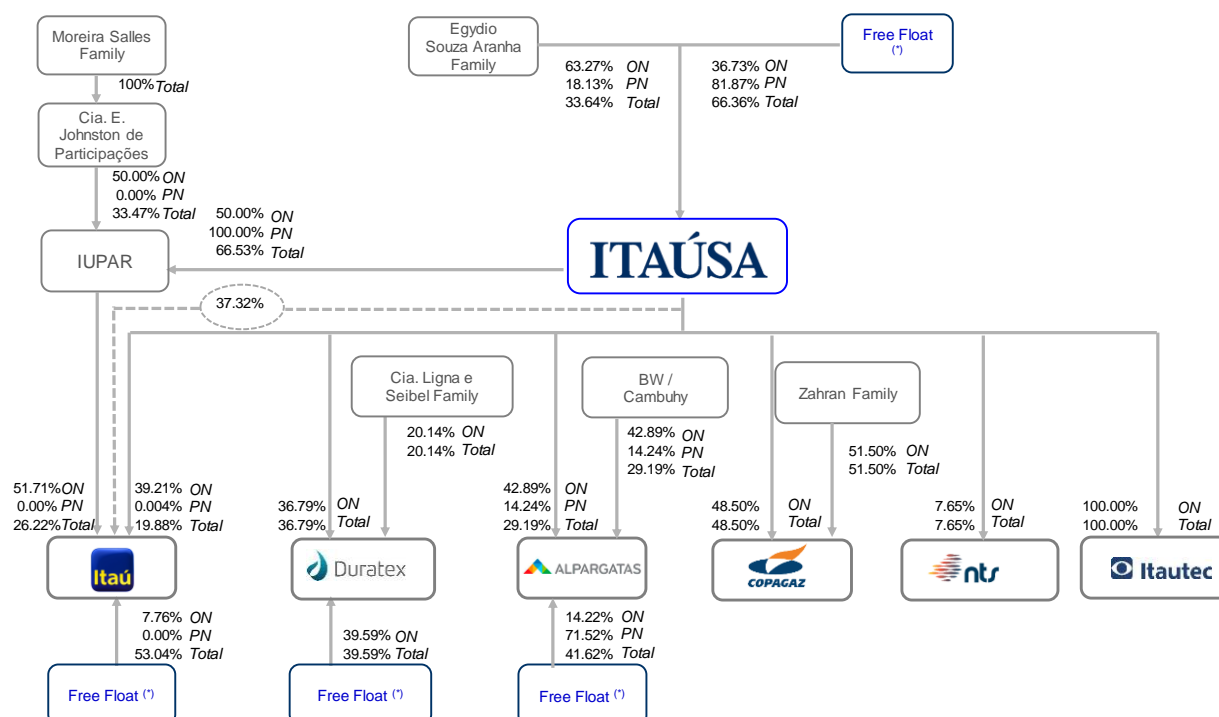 Moreira Salles
Family
100% Total
Cia. E.
Johnston de
Participações
50.00% ON
0.00% PN
33.47% Total
IUPAR
Egydio
Souza Aranha
Family
63.27% ON
18.13% PN
33.64% Total
36.73% ON
81.87% PN
66.36% Total
Free Float
(*)
50.00% ON
100.00% PN
66.53% Total
ITAÚSA
37.32%
Cia. Ligna e
Seibel Family
20.14% ON
20.14% Total
BW /
Cambuhy
42.89% ON
14.24% PN
29.19% Total
Zahran Family
51.50% ON
51.50% Total
51.71% ON
0.00% PN
26.22% Total
39.21% ON
0.004% PN
19.88% Total
36.79% ON
36.79% Total
42.89% ON
14.24% PN
29.19% Total
48.50% ON
48.50% Total
7.65% ON
7.65% Total
100.00% ON
100.00% Total
Itaú
Duratex
ALPARGATAS
COPAGAZ
nts
Itautec
7.76% ON
0.00% PN
53.04% Total
39.59% ON
39.59% Total
14.22% ON
71.52% PN
41.62% Total
Free Float (*)
Free Float (*)
Free Float (*)